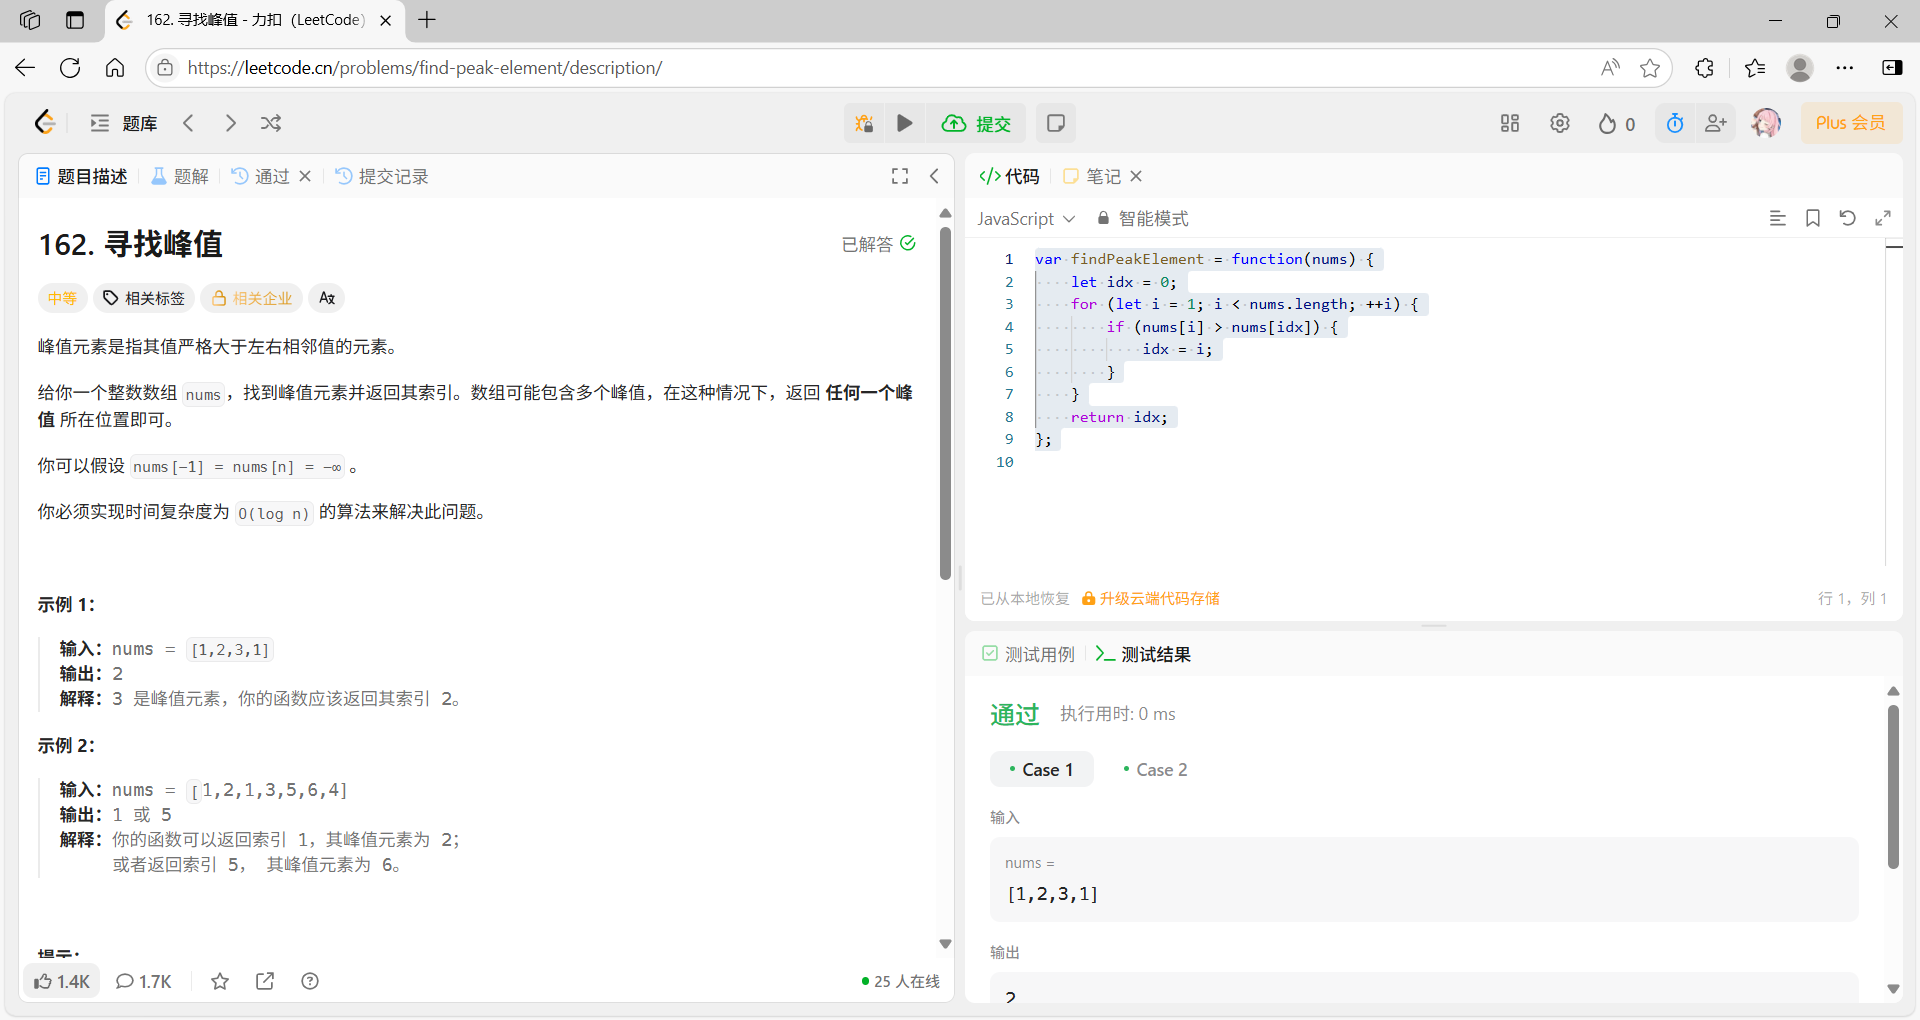 162. 寻找峰值 - 力扣（LeetCode）
https://leetcode.cn/problems/find-peak-element/description/
题库
提交
0
Plus 会员
题目描述
题解
通过
提交记录
162. 寻找峰值
已解答
中等
相关标签
相关企业
峰值元素是指其值严格大于左右相邻值的元素。
给你一个整数数组 nums，找到峰值元素并返回其索引。数组可能包含多个峰值，在这种情况下，返回 任何一个峰
值 所在位置即可。
你可以假设 nums[-1] = nums[n] = -∞ 。
你必须实现时间复杂度为 O(log n) 的算法来解决此问题。
示例 1：
输入：nums = [1,2,3,1]
输出：2
解释：3 是峰值元素，你的函数应该返回其索引 2。
示例 2：
输入：nums = [1,2,1,3,5,6,4]
输出：1 或 5
解释：你的函数可以返回索引 1，其峰值元素为 2；
或者返回索引 5， 其峰值元素为 6。
提示：
1.4K
1.7K
25 人在线
代码
笔记
JavaScript
智能模式
1 var findPeakElement = function(nums) {
2 let idx = 0;
3 for (let i = 1; i < nums.length; ++i) {
4 if (nums[i] > nums[idx]) {
5 idx = i;
6 }
7 }
8 return idx;
9 };
10
已从本地恢复
升级云端代码存储
行 1，列 1
测试用例
测试结果
通过
执行用时: 0 ms
Case 1
Case 2
输入
nums =
[1,2,3,1]
输出
2